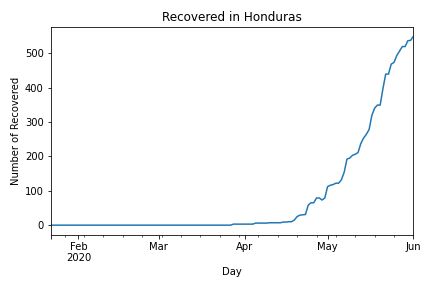 Recovered in Honduras
Number of Recovered
500
400
300
200
100
0
Feb
2020
Mar
Apr
May
Jun
Day